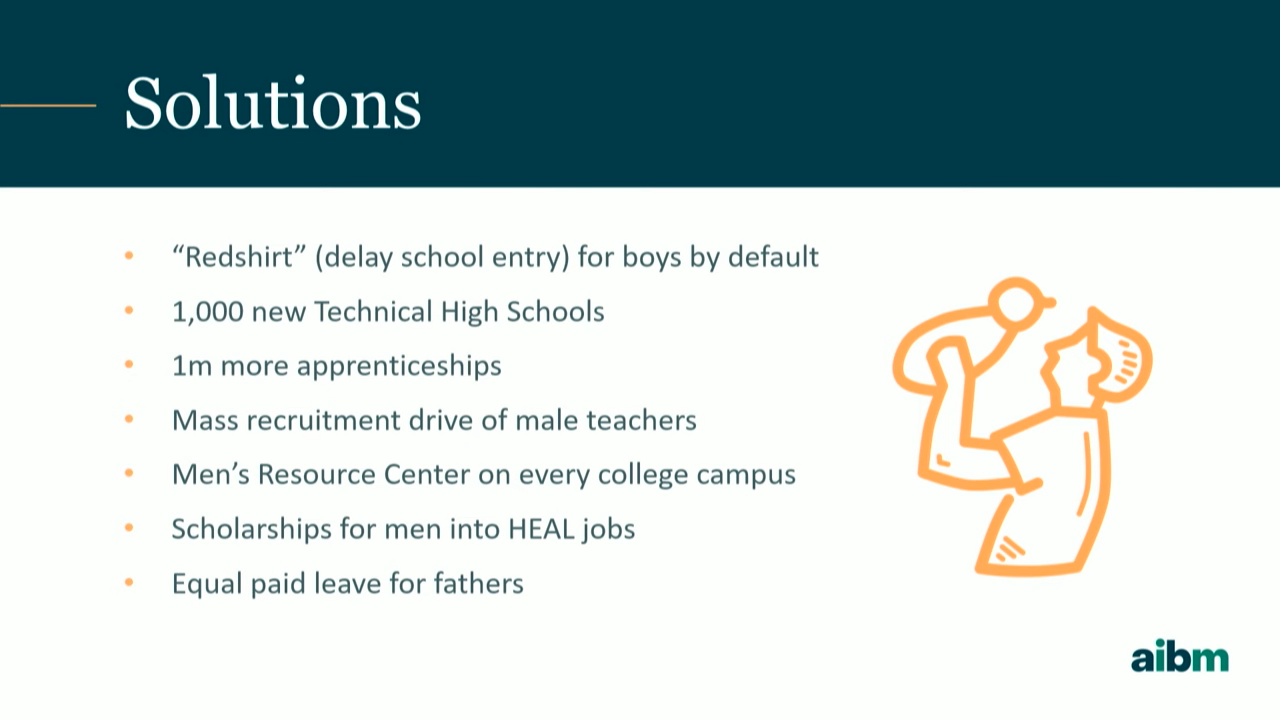 Solutions
• “Redshirt” (delay school entry) for boys by default
• 1,000 new Technical High Schools
• 1m more apprenticeships
• Mass recruitment drive of male teachers
• Men’s Resource Center on every college campus
• Scholarships for men into HEAL jobs
• Equal paid leave for fathers
aibm